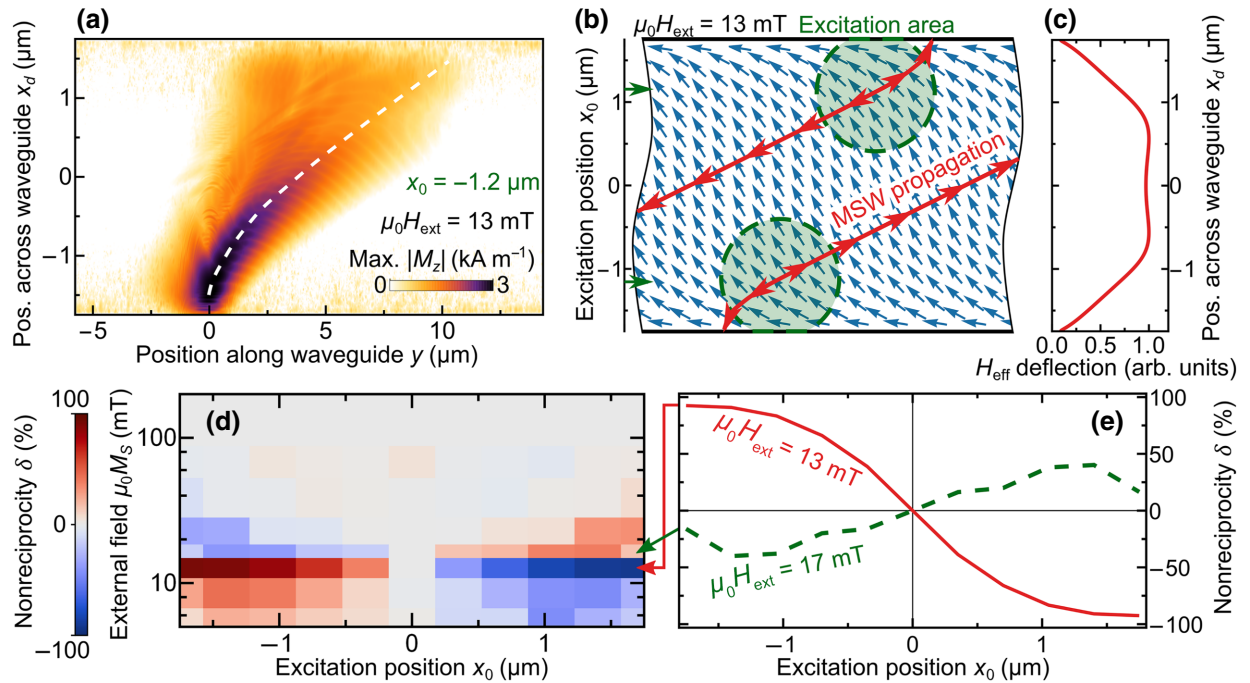 (a)
Pos. across waveguide x_d (μm)
1
0
−1
x_0 = −1.2 μm
μ_0H_ext = 13 mT
Max. |M_z| (kA m⁻¹)
0
3
−5
0
5
10
Position along waveguide y (μm)
(b)
μ_0H_ext = 13 mT
Excitation area
Excitation position x_0 (μm)
1
0
−1
MSW propagation
(c)
0.0
0.5
1.0
H_eff deflection (arb. units)
1
0
−1
Pos. across waveguide x_d (μm)
Nonreciprocity δ (%)
100
0
−100
(d)
External field μ_0M_S (mT)
100
10
−1
0
1
Excitation position x_0 (μm)
(e)
μ_0H_ext = 13 mT
μ_0H_ext = 17 mT
100
50
0
−50
−100
Nonreciprocity δ (%)
−1
0
1
Excitation position x_0 (μm)